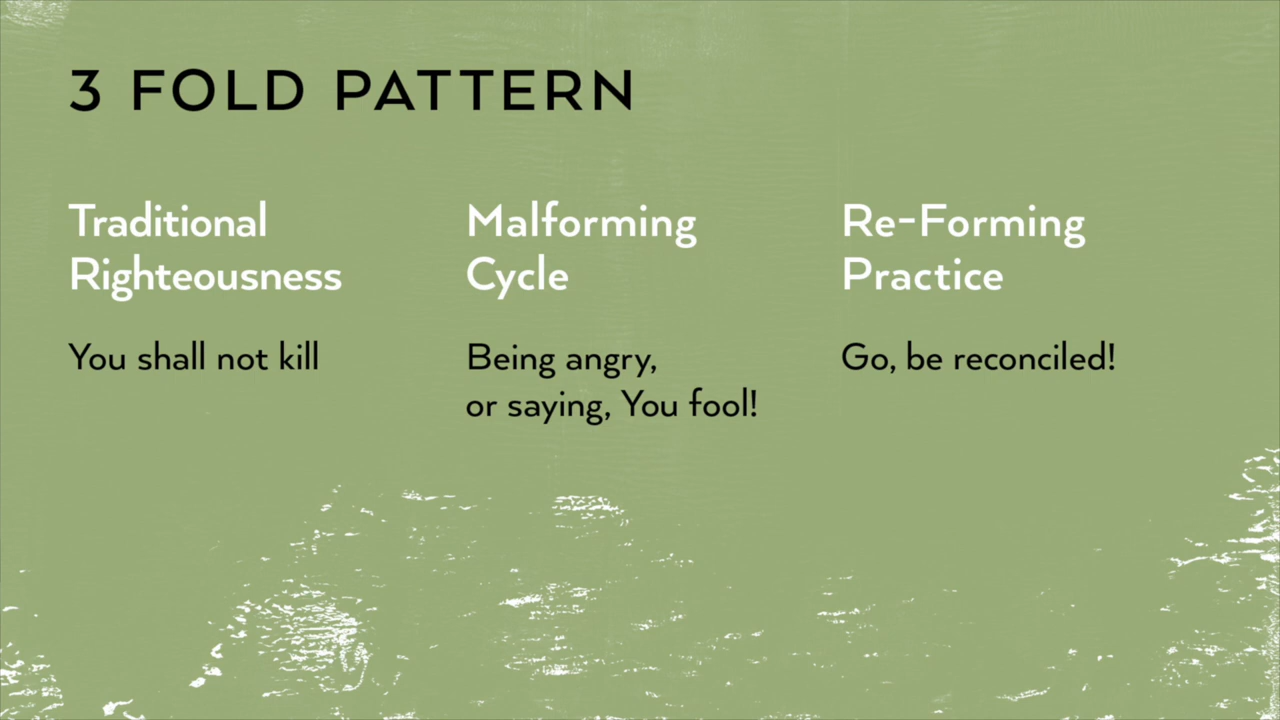 3 FOLD PATTERN
Traditional
Righteousness
You shall not kill
Malforming
Cycle
Being angry,
or saying, You fool!
Re-Forming
Practice
Go, be reconciled!